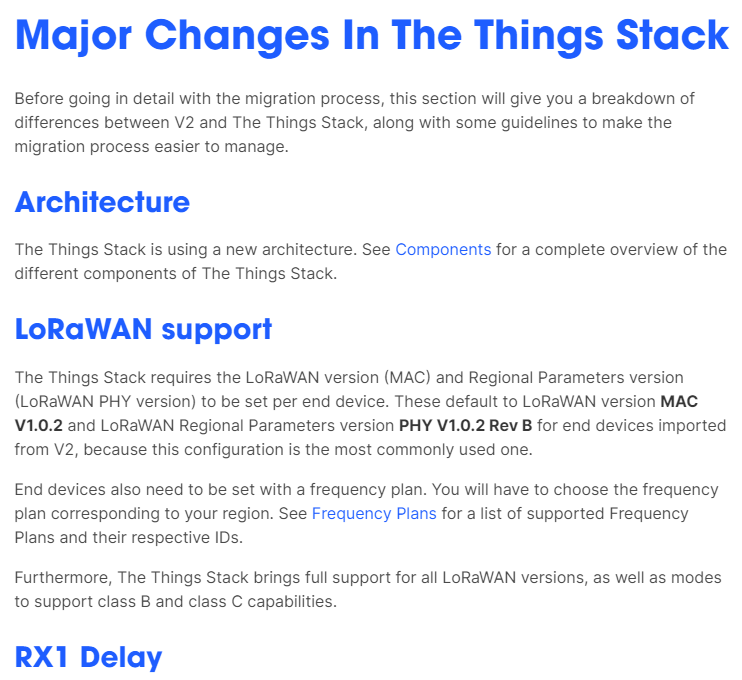 Major Changes In The Things Stack
Before going in detail with the migration process, this section will give you a breakdown of
differences between V2 and The Things Stack, along with some guidelines to make the
migration process easier to manage.
Architecture
The Things Stack is using a new architecture. See Components for a complete overview of the
different components of The Things Stack.
LoRaWAN support
The Things Stack requires the LoRaWAN version (MAC) and Regional Parameters version
(LoRaWAN PHY version) to be set per end device. These default to LoRaWAN version MAC
V1.0.2 and LoRaWAN Regional Parameters version PHY V1.0.2 Rev B for end devices imported
from V2, because this configuration is the most commonly used one.
End devices also need to be set with a frequency plan. You will have to choose the frequency
plan corresponding to your region. See Frequency Plans for a list of supported Frequency
Plans and their respective IDs.
Furthermore, The Things Stack brings full support for all LoRaWAN versions, as well as modes
to support class B and class C capabilities.
RX1 Delay